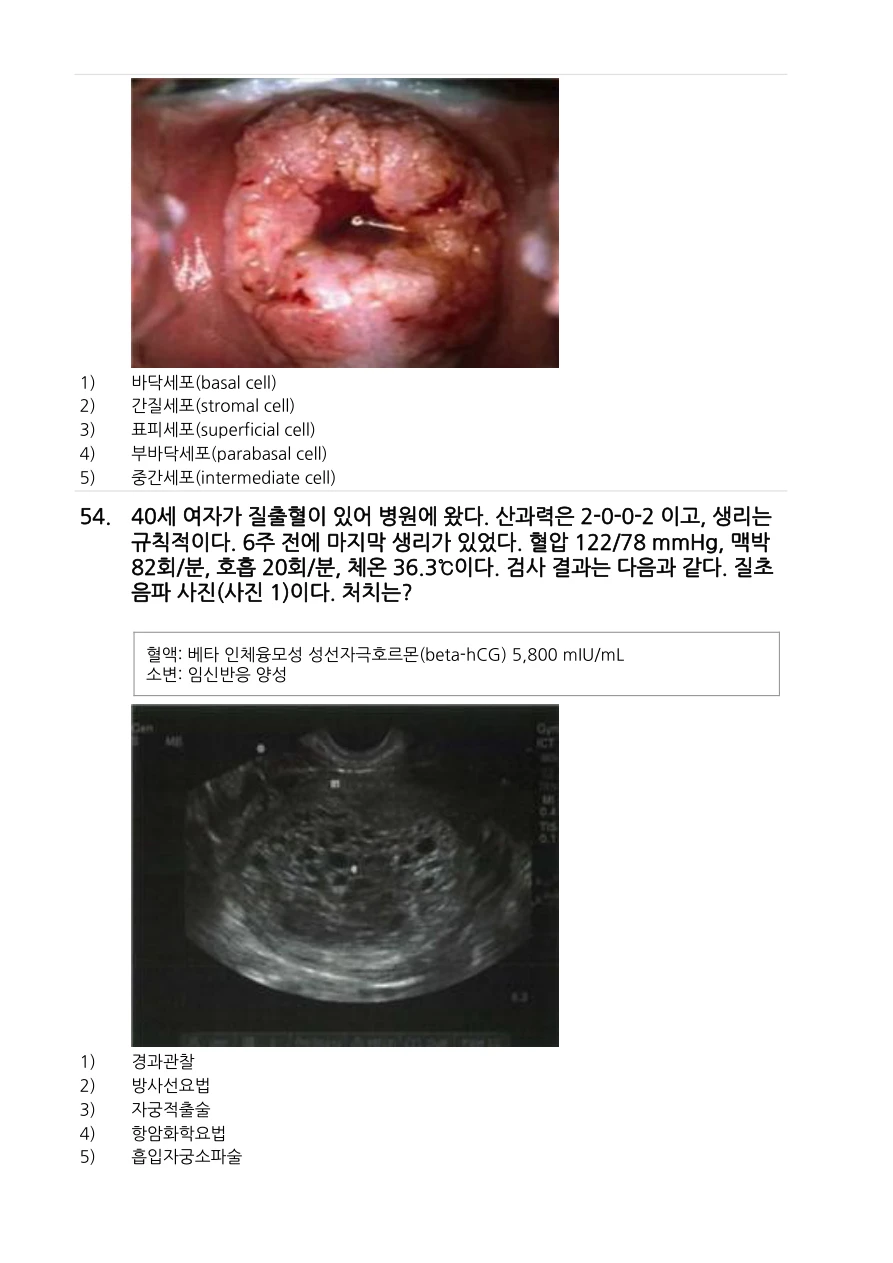 1) 바닥세포(basal cell)
2) 간질세포(stromal cell)
3) 표피세포(superficial cell)
4) 부바닥세포(parabasal cell)
5) 중간세포(intermediate cell)
54. 40세 여자가 질출혈이 있어 병원에 왔다. 산과력은 2-0-0-2 이고, 생리는
규칙적이다. 6주 전에 마지막 생리가 있었다. 혈압 122/78 mmHg, 맥박
82회/분, 호흡 20회/분, 체온 36.3℃이다. 검사 결과는 다음과 같다. 질초
음파 사진(사진 1)이다. 처치는?
혈액: 베타 인체융모성 성선자극호르몬(beta-hCG) 5,800 mIU/mL
소변: 임신반응 양성
Gen
MB
Gyn
ICT
MI
0.4
TIS
0.1
1) 경과관찰
2) 방사선요법
3) 자궁적출술
4) 항암화학요법
5) 흡입자궁소파술